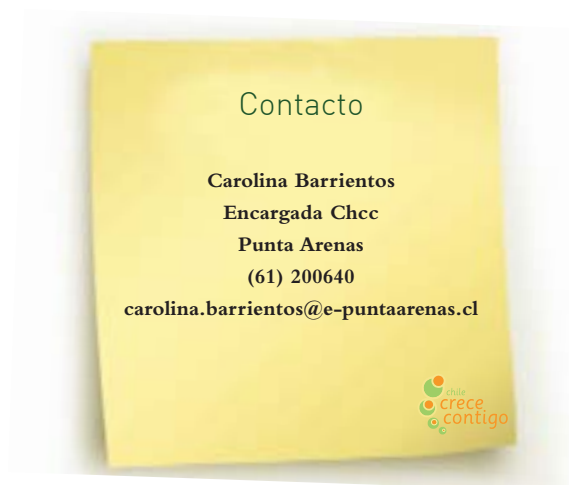 Contacto
Carolina Barrientos
Encargada Chcc
Punta Arenas
(61) 200640
carolina.barrientos@e-puntaarenas.cl
chile
crece
contigo